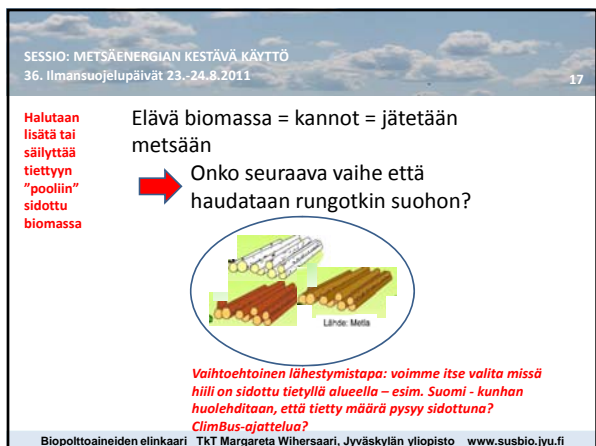 SESSIO: METSÄENERGIAN KESTÄVÄ KÄYTTÖ
36. Ilmansuojelupäivät 23.-24.8.2011
17
Halutaan
lisätä tai
säilyttää
tiettyyn
”pooliin”
sidottu
biomassa
Elävä biomassa = kannot = jätetään
metsään
Onko seuraava vaihe että
haudataan rungotkin suohon?
Lähde: Metla
Vaihtoehtoinen lähestymistapa: voimme itse valita missä
hiili on sidottu tietyllä alueella – esim. Suomi - kunhan
huolehditaan, että tietty määrä pysyy sidottuna?
ClimBus-ajattelua?
Biopolttoaineiden elinkaari TkT Margareta Wihersaari, Jyväskylän yliopisto www.susbio.jyu.fi